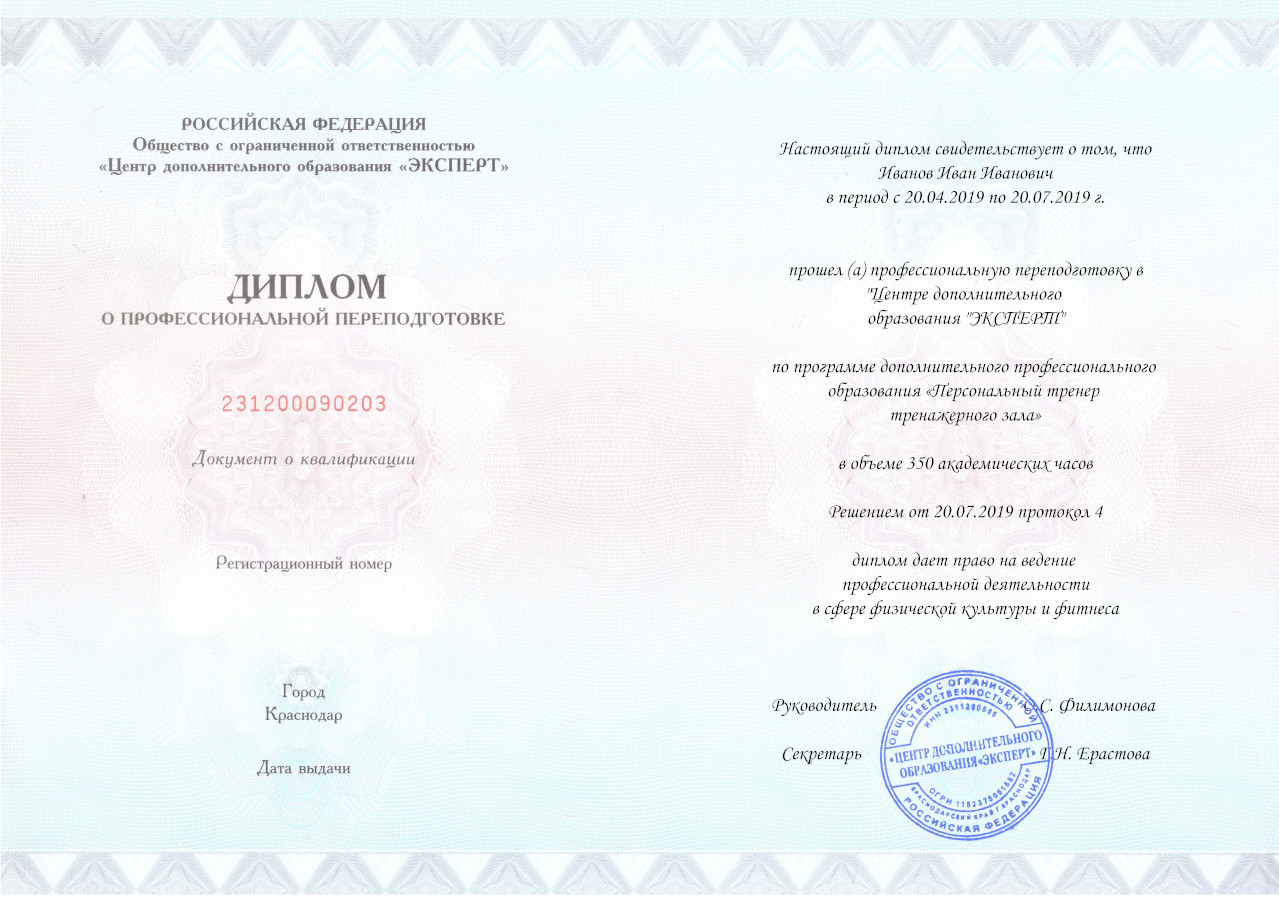 РОССИЙСКАЯ ФЕДЕРАЦИЯ
Общество с ограниченной ответственностью
«Центр дополнительного образования «ЭКСПЕРТ»
ДИПЛОМ
О ПРОФЕССИОНАЛЬНОЙ ПЕРЕПОДГОТОВКЕ
231200090203
Документ о квалификации
Регистрационный номер
Город
Краснодар
Дата выдачи
Настоящий диплом свидетельствует о том, что
Иванов Иван Иванович
в период с 20.04.2019 по 20.07.2019 г.
прошел (а) профессиональную переподготовку в
"Центре дополнительного
образования "ЭКСПЕРТ"
по программе дополнительного профессионального
образования «Персональный тренер
тренажерного зала»
в объеме 350 академических часов
Решением от 20.07.2019 протокол 4
диплом дает право на ведение
профессиональной деятельности
в сфере физической культуры и фитнеса
Руководитель
С. Филимонова
Секретарь
Н. Ерастова
ОБЩЕСТВО С ОГРАНИЧЕННОЙ
ОТВЕТСТВЕННОСТЬЮ
ИНН
«ЦЕНТР ДОПОЛНИТЕЛЬНОГО
ОБРАЗОВАНИЯ«ЭКСПЕРТ»
ОГРН
КРАСНОДАРСКИЙ КРАЙ Г.КРАСНОДАР
РОССИЙСКАЯ ФЕДЕРАЦИЯ